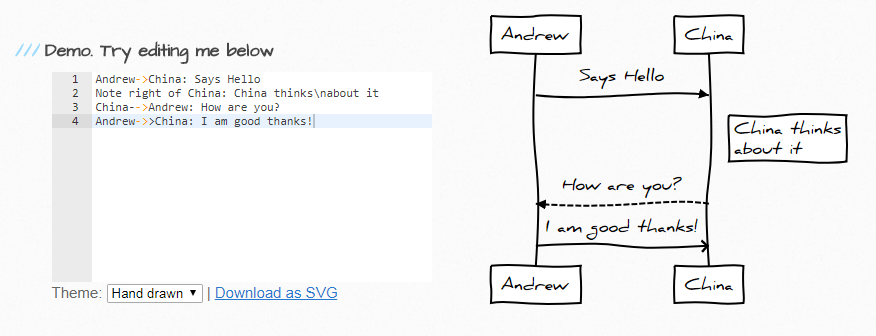 /// Demo. Try editing me below
1 Andrew->China: Says Hello
2 Note right of China: China thinks\nabout it
3 China-->Andrew: How are you?
4 Andrew->>China: I am good thanks!
Theme: Hand drawn ▼ | Download as SVG
Andrew China
Says Hello
China thinks
about it
How are you?
I am good thanks!
Andrew China